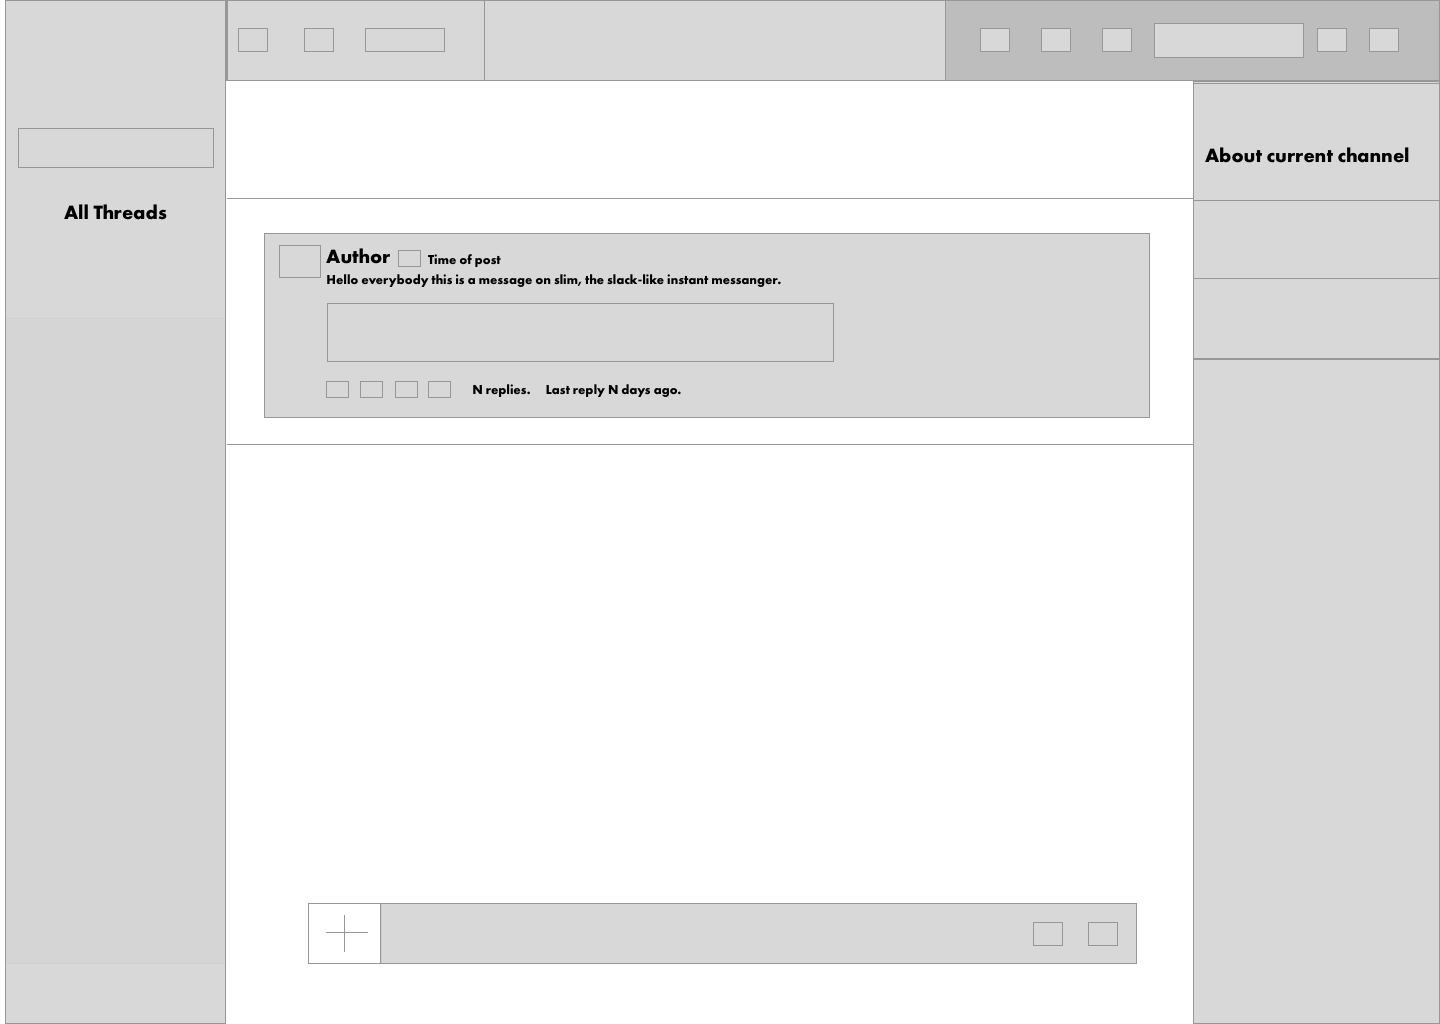 All Threads
Author
Time of post
Hello everybody this is a message on slim, the slack-like instant messanger.
N replies. Last reply N days ago.
About current channel